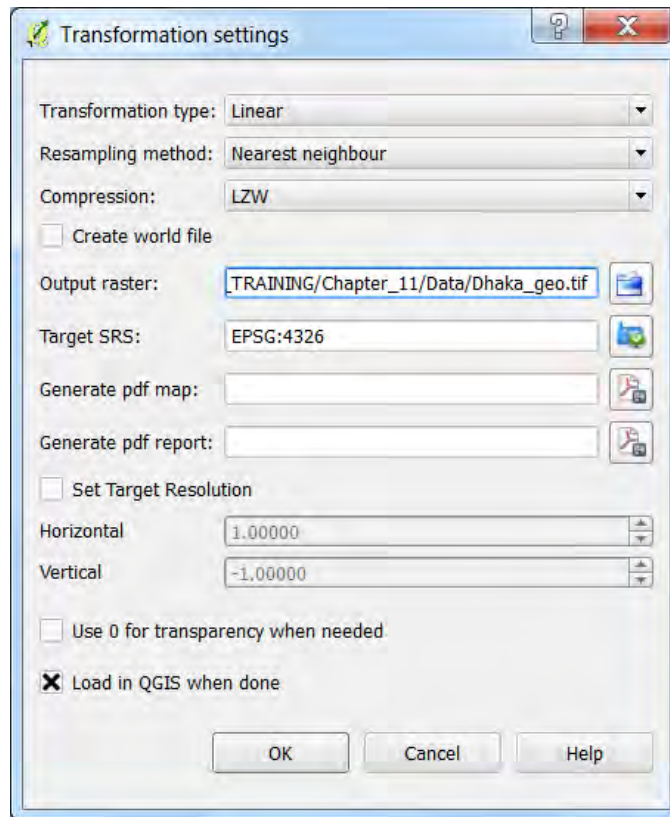 Transformation settings
Transformation type: Linear
Resampling method: Nearest neighbour
Compression: LZW
Create world file
Output raster: _TRAINING/Chapter_11/Data/Dhaka_geo.tif
Target SRS: EPSG:4326
Generate pdf map:
Generate pdf report:
Set Target Resolution
Horizontal 1.00000
Vertical -1.00000
Use 0 for transparency when needed
Load in QGIS when done
OK Cancel Help